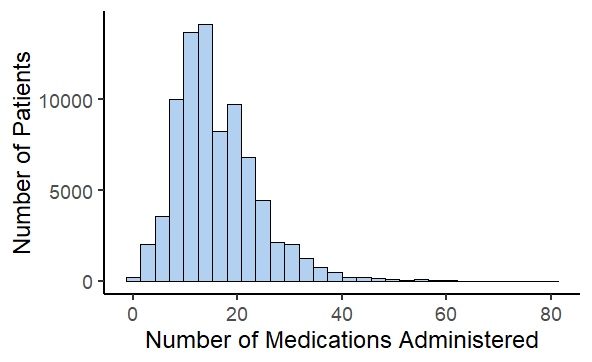 Number of Patients
10000
5000
0
0 20 40 60 80
Number of Medications Administered